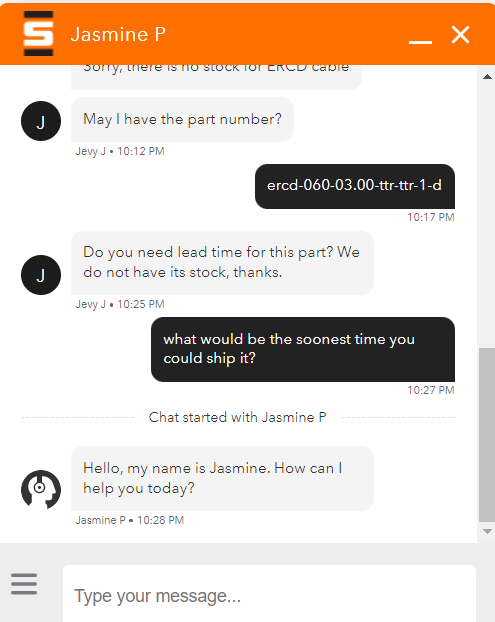 Jasmine P
Sorry, there is no stock for ERCD cable
J
May I have the part number?
Jevy J • 10:12 PM
ercd-060-03.00-ttr-ttr-1-d
10:17 PM
Do you need lead time for this part? We
do not have its stock, thanks.
J
Jevy J • 10:25 PM
what would be the soonest time you
could ship it?
10:27 PM
Chat started with Jasmine P
Hello, my name is Jasmine. How can I
help you today?
Jasmine P • 10:28 PM
Type your message...